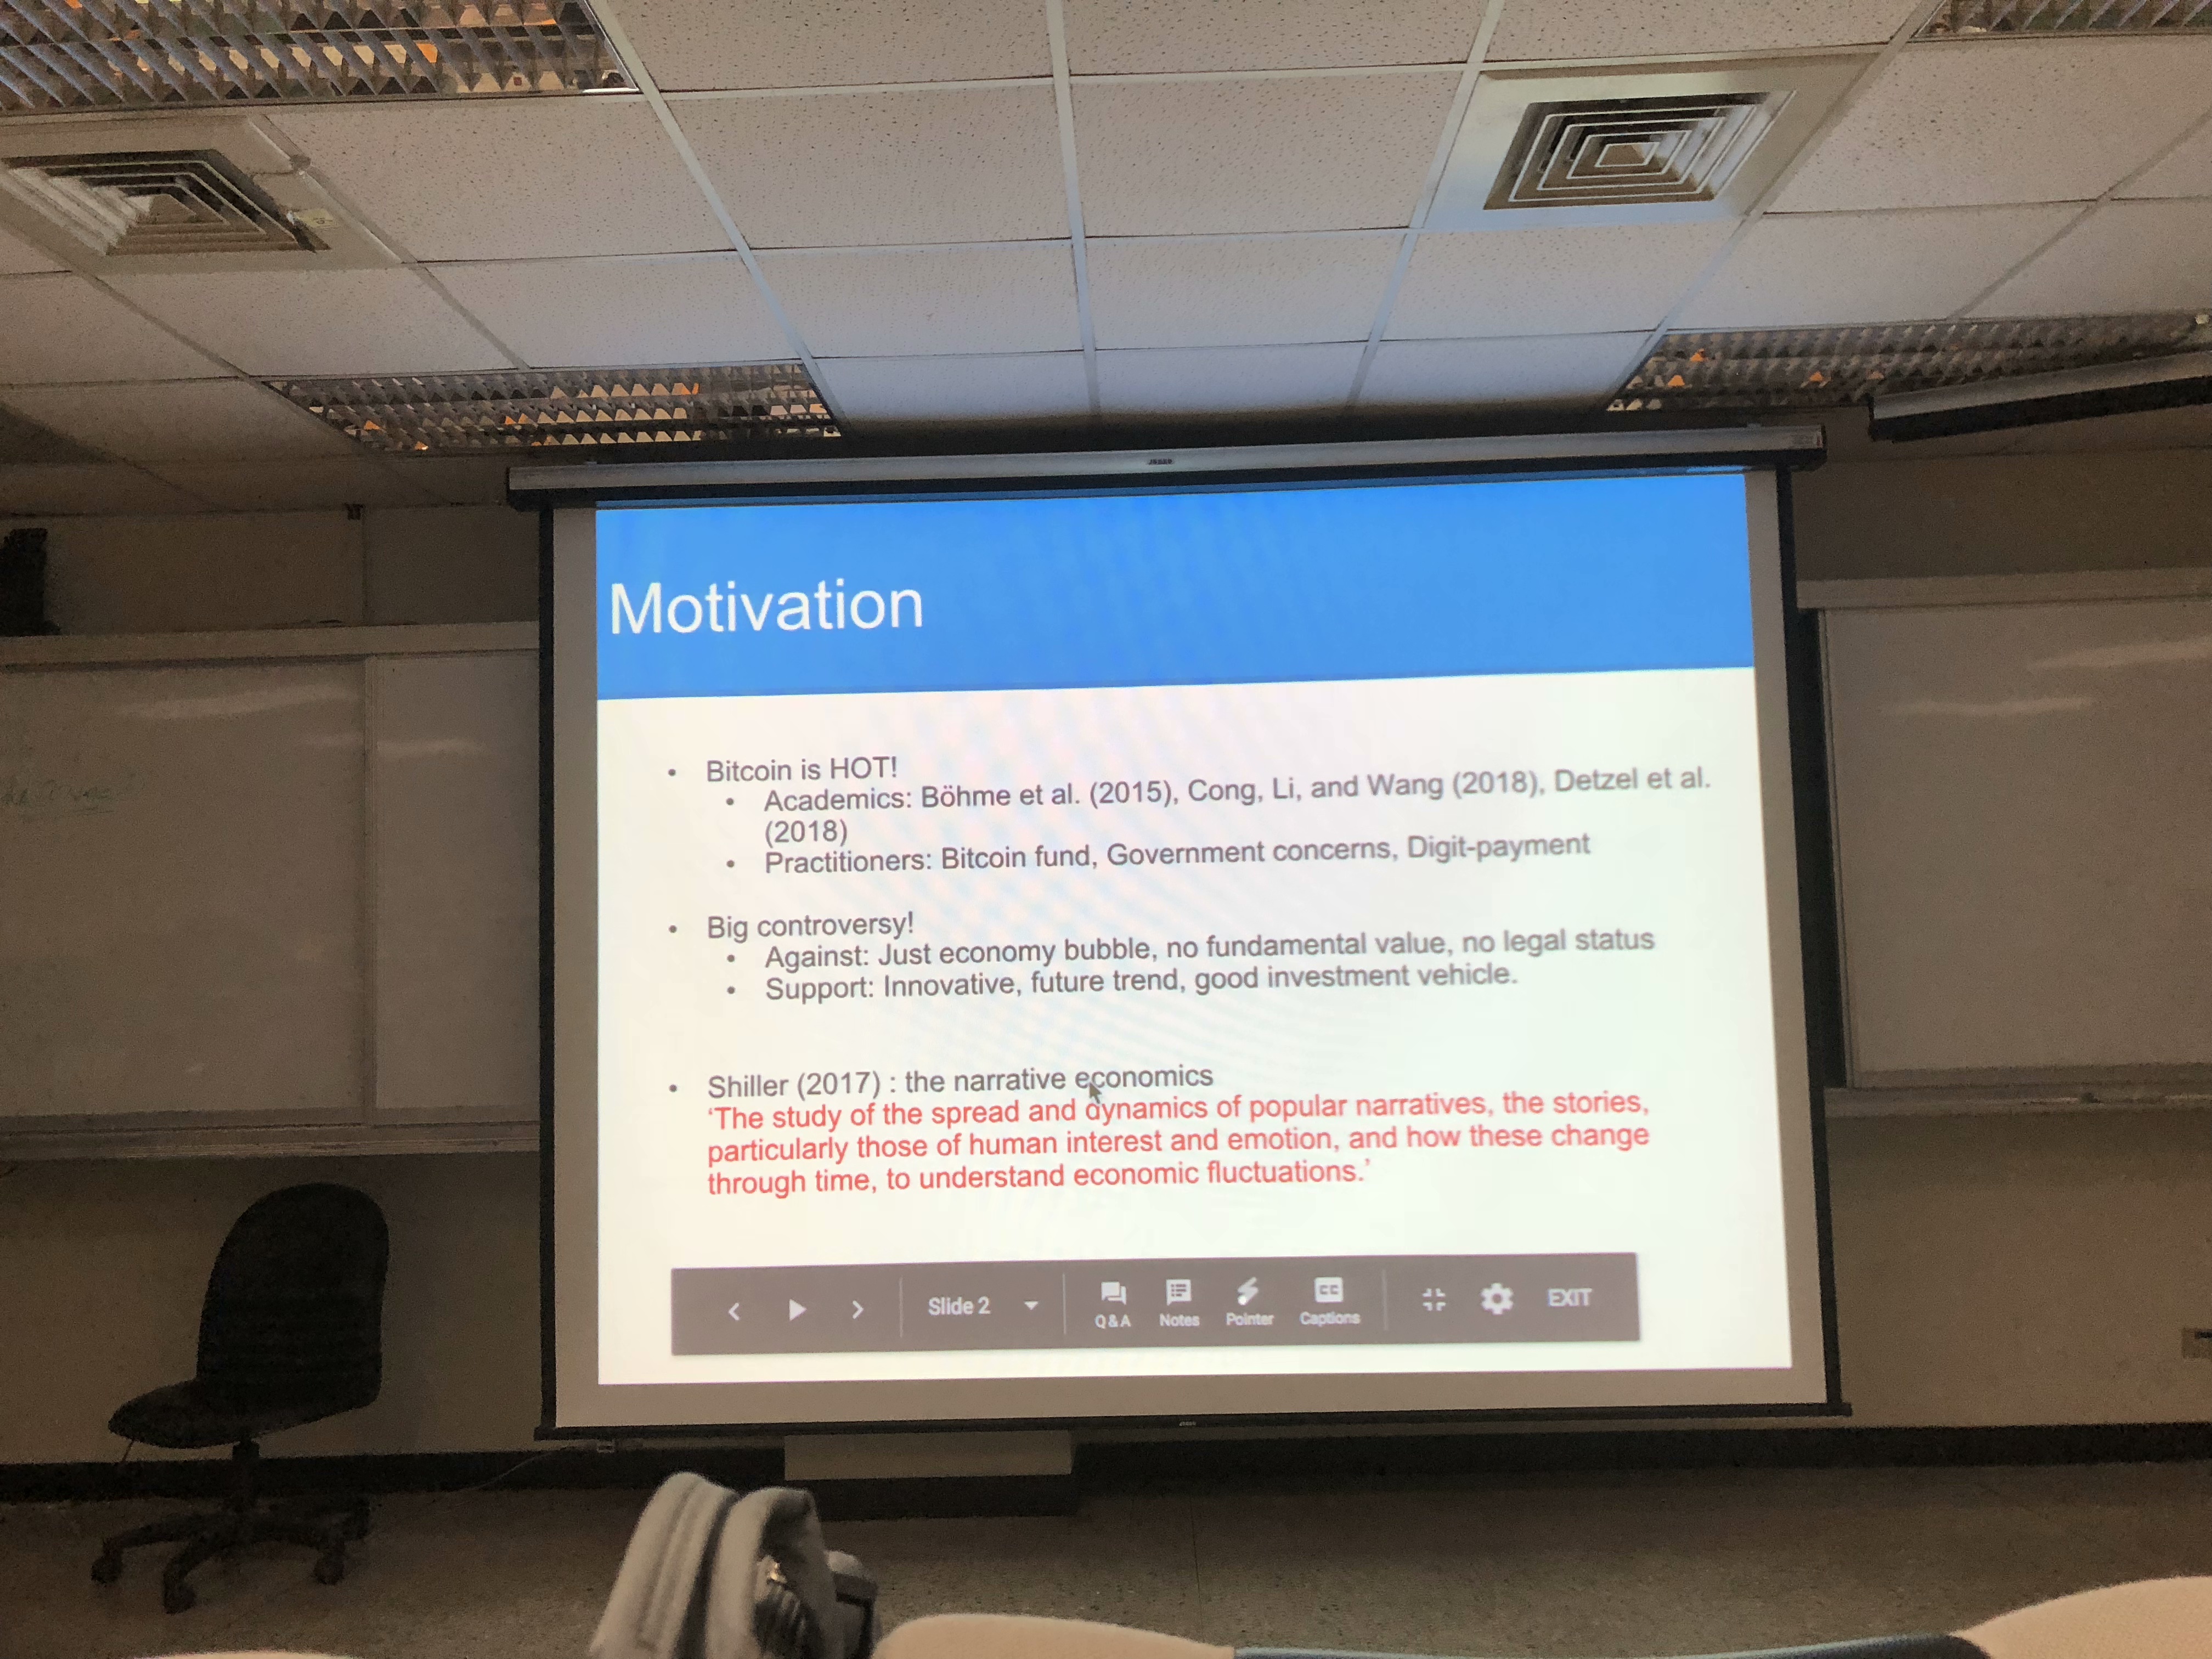 Motivation
• Bitcoin is HOT!
• Academics: Böhme et al. (2015), Cong, Li, and Wang (2018), Detzel et al.
(2018)
• Practitioners: Bitcoin fund, Government concerns, Digit-payment
• Big controversy!
• Against: Just economy bubble, no fundamental value, no legal status
• Support: Innovative, future trend, good investment vehicle.
• Shiller (2017) : the narrative economics
‘The study of the spread and dynamics of popular narratives, the stories,
particularly those of human interest and emotion, and how these change
through time, to understand economic fluctuations.’
Slide 2 Q&A Notes Pointer CC Captions EXIT